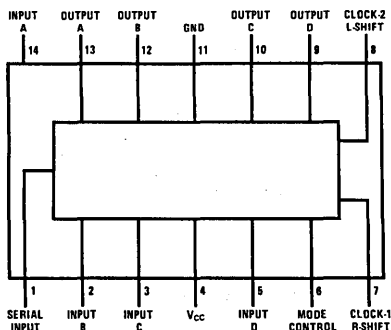 INPUT A
OUTPUT A
OUTPUT B
GND
OUTPUT C
OUTPUT D
CLOCK-2 L-SHIFT
14
13
12
11
10
9
8
1
2
3
4
5
6
7
SERIAL INPUT
INPUT B
INPUT C
VCC
INPUT D
MODE CONTROL
CLOCK-1 R-SHIFT